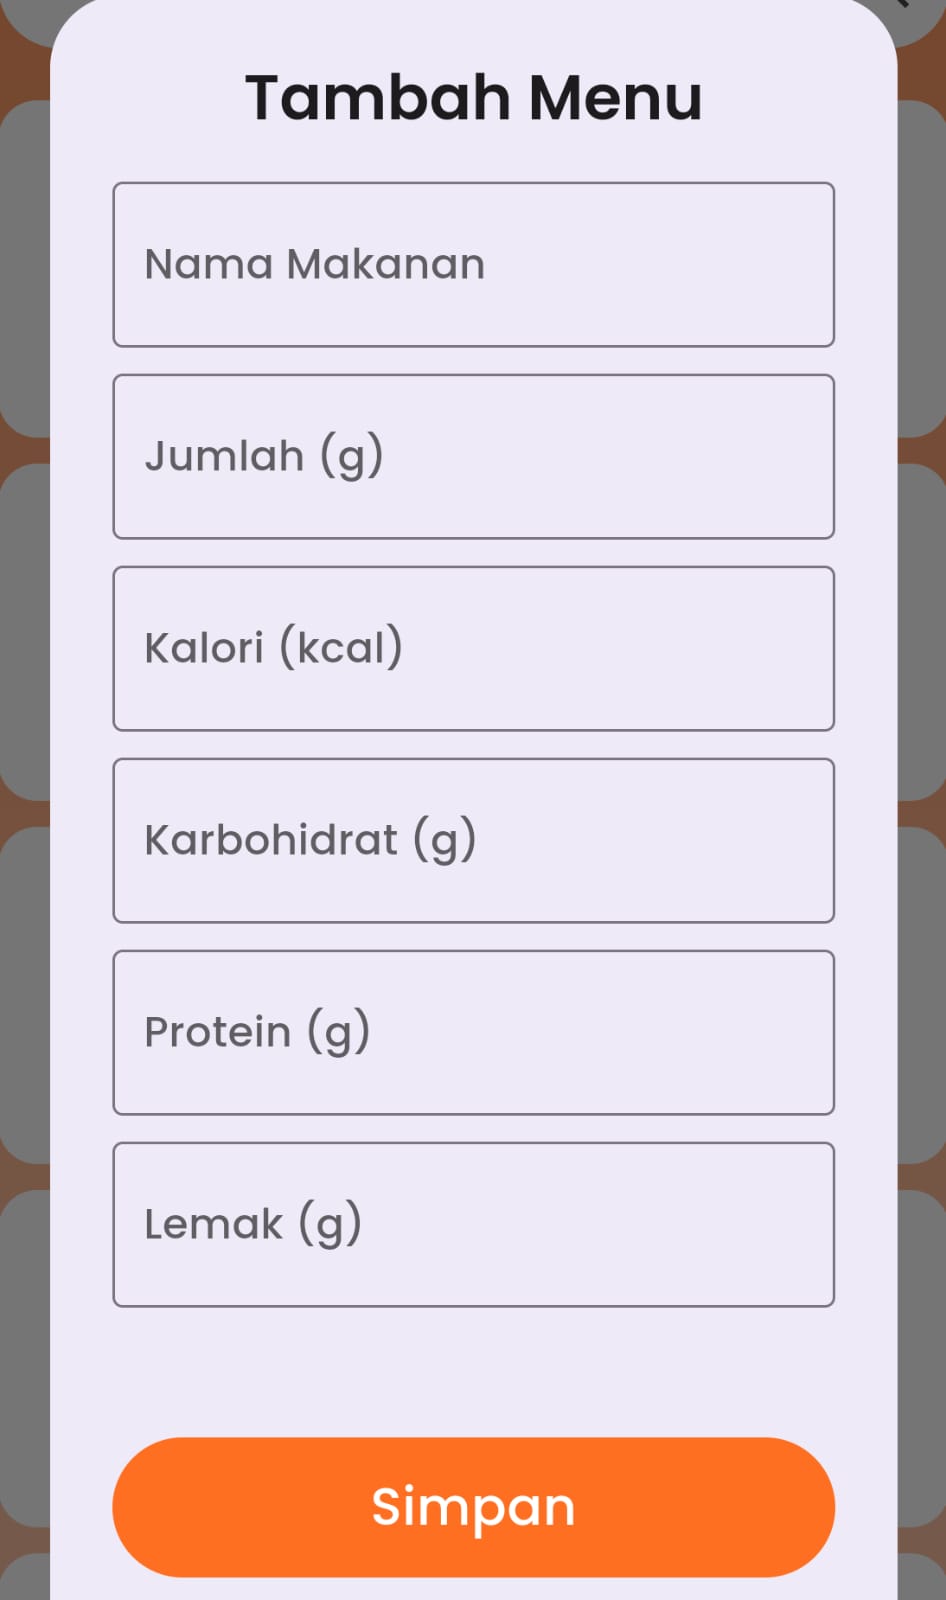 Tambah Menu
Nama Makanan
Jumlah (g)
Kalori (kcal)
Karbohidrat (g)
Protein (g)
Lemak (g)
Simpan